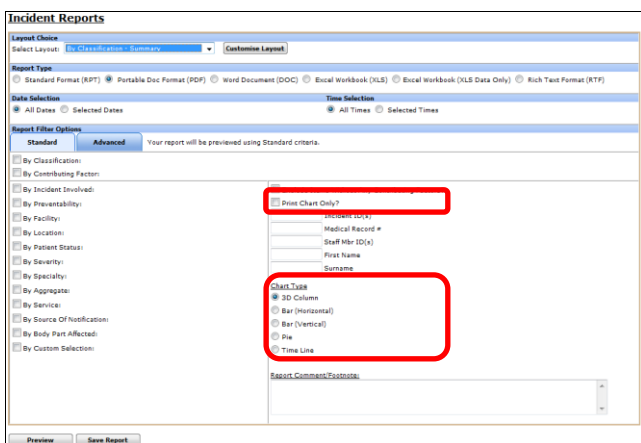 Incident Reports
Layout Choice
Select Layout: By Classification - Summary Customise Layout
Report Type
Standard Format (RPT) Portable Doc Format (PDF) Word Document (DOC) Excel Workbook (XLS) Excel Workbook (XLS Data Only) Rich Text Format (RTF)
Date Selection Time Selection
All Dates Selected Dates All Times Selected Times
Report Filter Options
Standard Advanced Your report will be previewed using Standard criteria.
By Classification:
By Contributing Factor:
By Incident Involved:
By Preventability:
By Facility:
By Location:
By Patient Status:
By Severity:
By Specialty:
By Aggregate:
By Service:
By Source Of Notification:
By Body Part Affected:
By Custom Selection:
Print Chart Only?
Incident ID(s)
Medical Record #
Staff Mbr ID(s)
First Name
Surname
Chart Type
3D Column
Bar (Horizontal)
Bar (Vertical)
Pie
Time Line
Report Comment/Footnote:
Preview Save Report